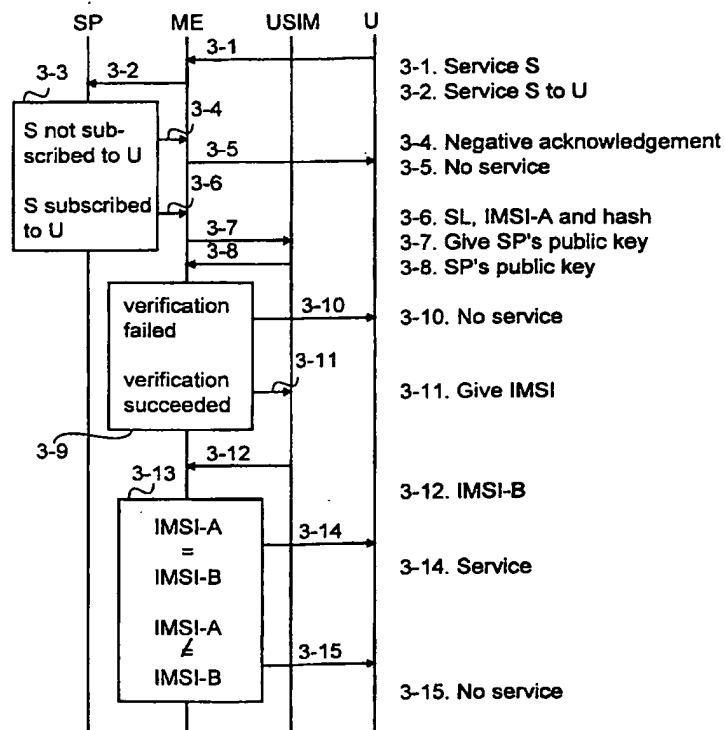 SP ME USIM U
3-1
3-1. Service S
3-3 3-2
3-2. Service S to U
S not sub-
scribed to U
3-4
3-4. Negative acknowledgement
3-5
3-5. No service
S subscribed
to U
3-6
3-6. SL, IMSI-A and hash
3-7
3-7. Give SP's public key
3-8
3-8. SP's public key
verification
failed
3-10
3-10. No service
3-11
verification
succeeded
3-11. Give IMSI
3-9
3-12
3-12. IMSI-B
3-13
IMSI-A
=
IMSI-B
3-14
3-14. Service
IMSI-A
≠
IMSI-B
3-15
3-15. No service